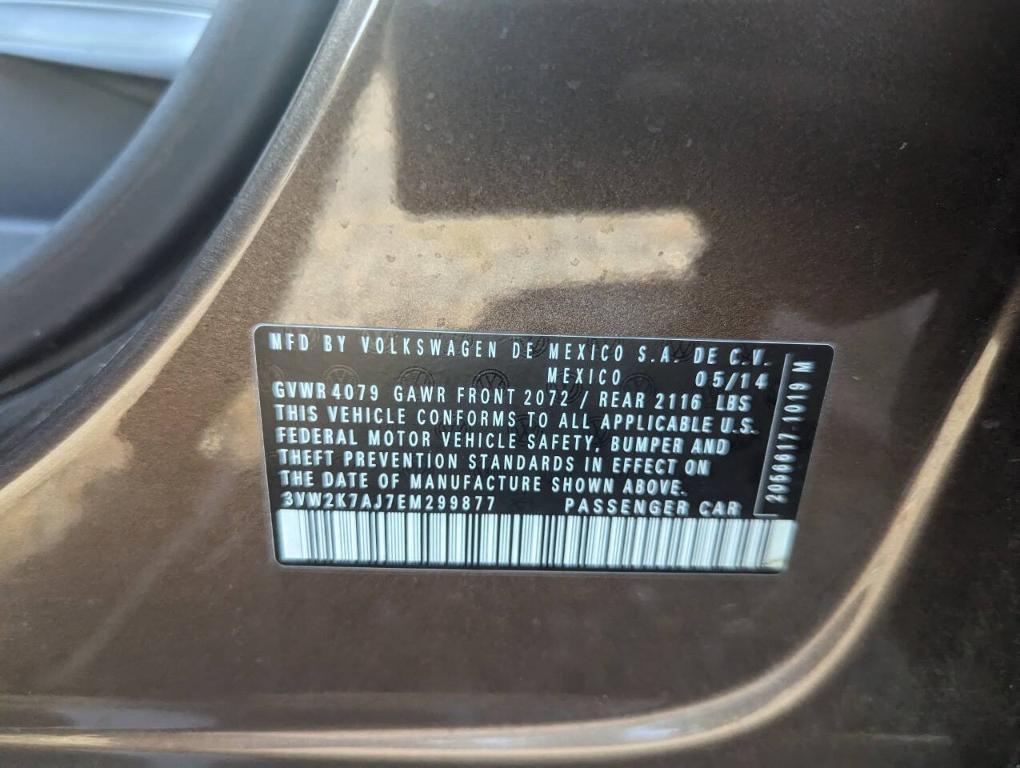 MFD BY VOLKSWAGEN DE MEXICO S.A. DE C.V.
MEXICO 05/14
GVWR 4079 GAWR FRONT 2072 / REAR 2116 LBS
THIS VEHICLE CONFORMS TO ALL APPLICABLE U.S.
FEDERAL MOTOR VEHICLE SAFETY, BUMPER AND
THEFT PREVENTION STANDARDS IN EFFECT ON
THE DATE OF MANUFACTURE SHOWN ABOVE.
3VW2K7AJ7EM299877 PASSENGER CAR